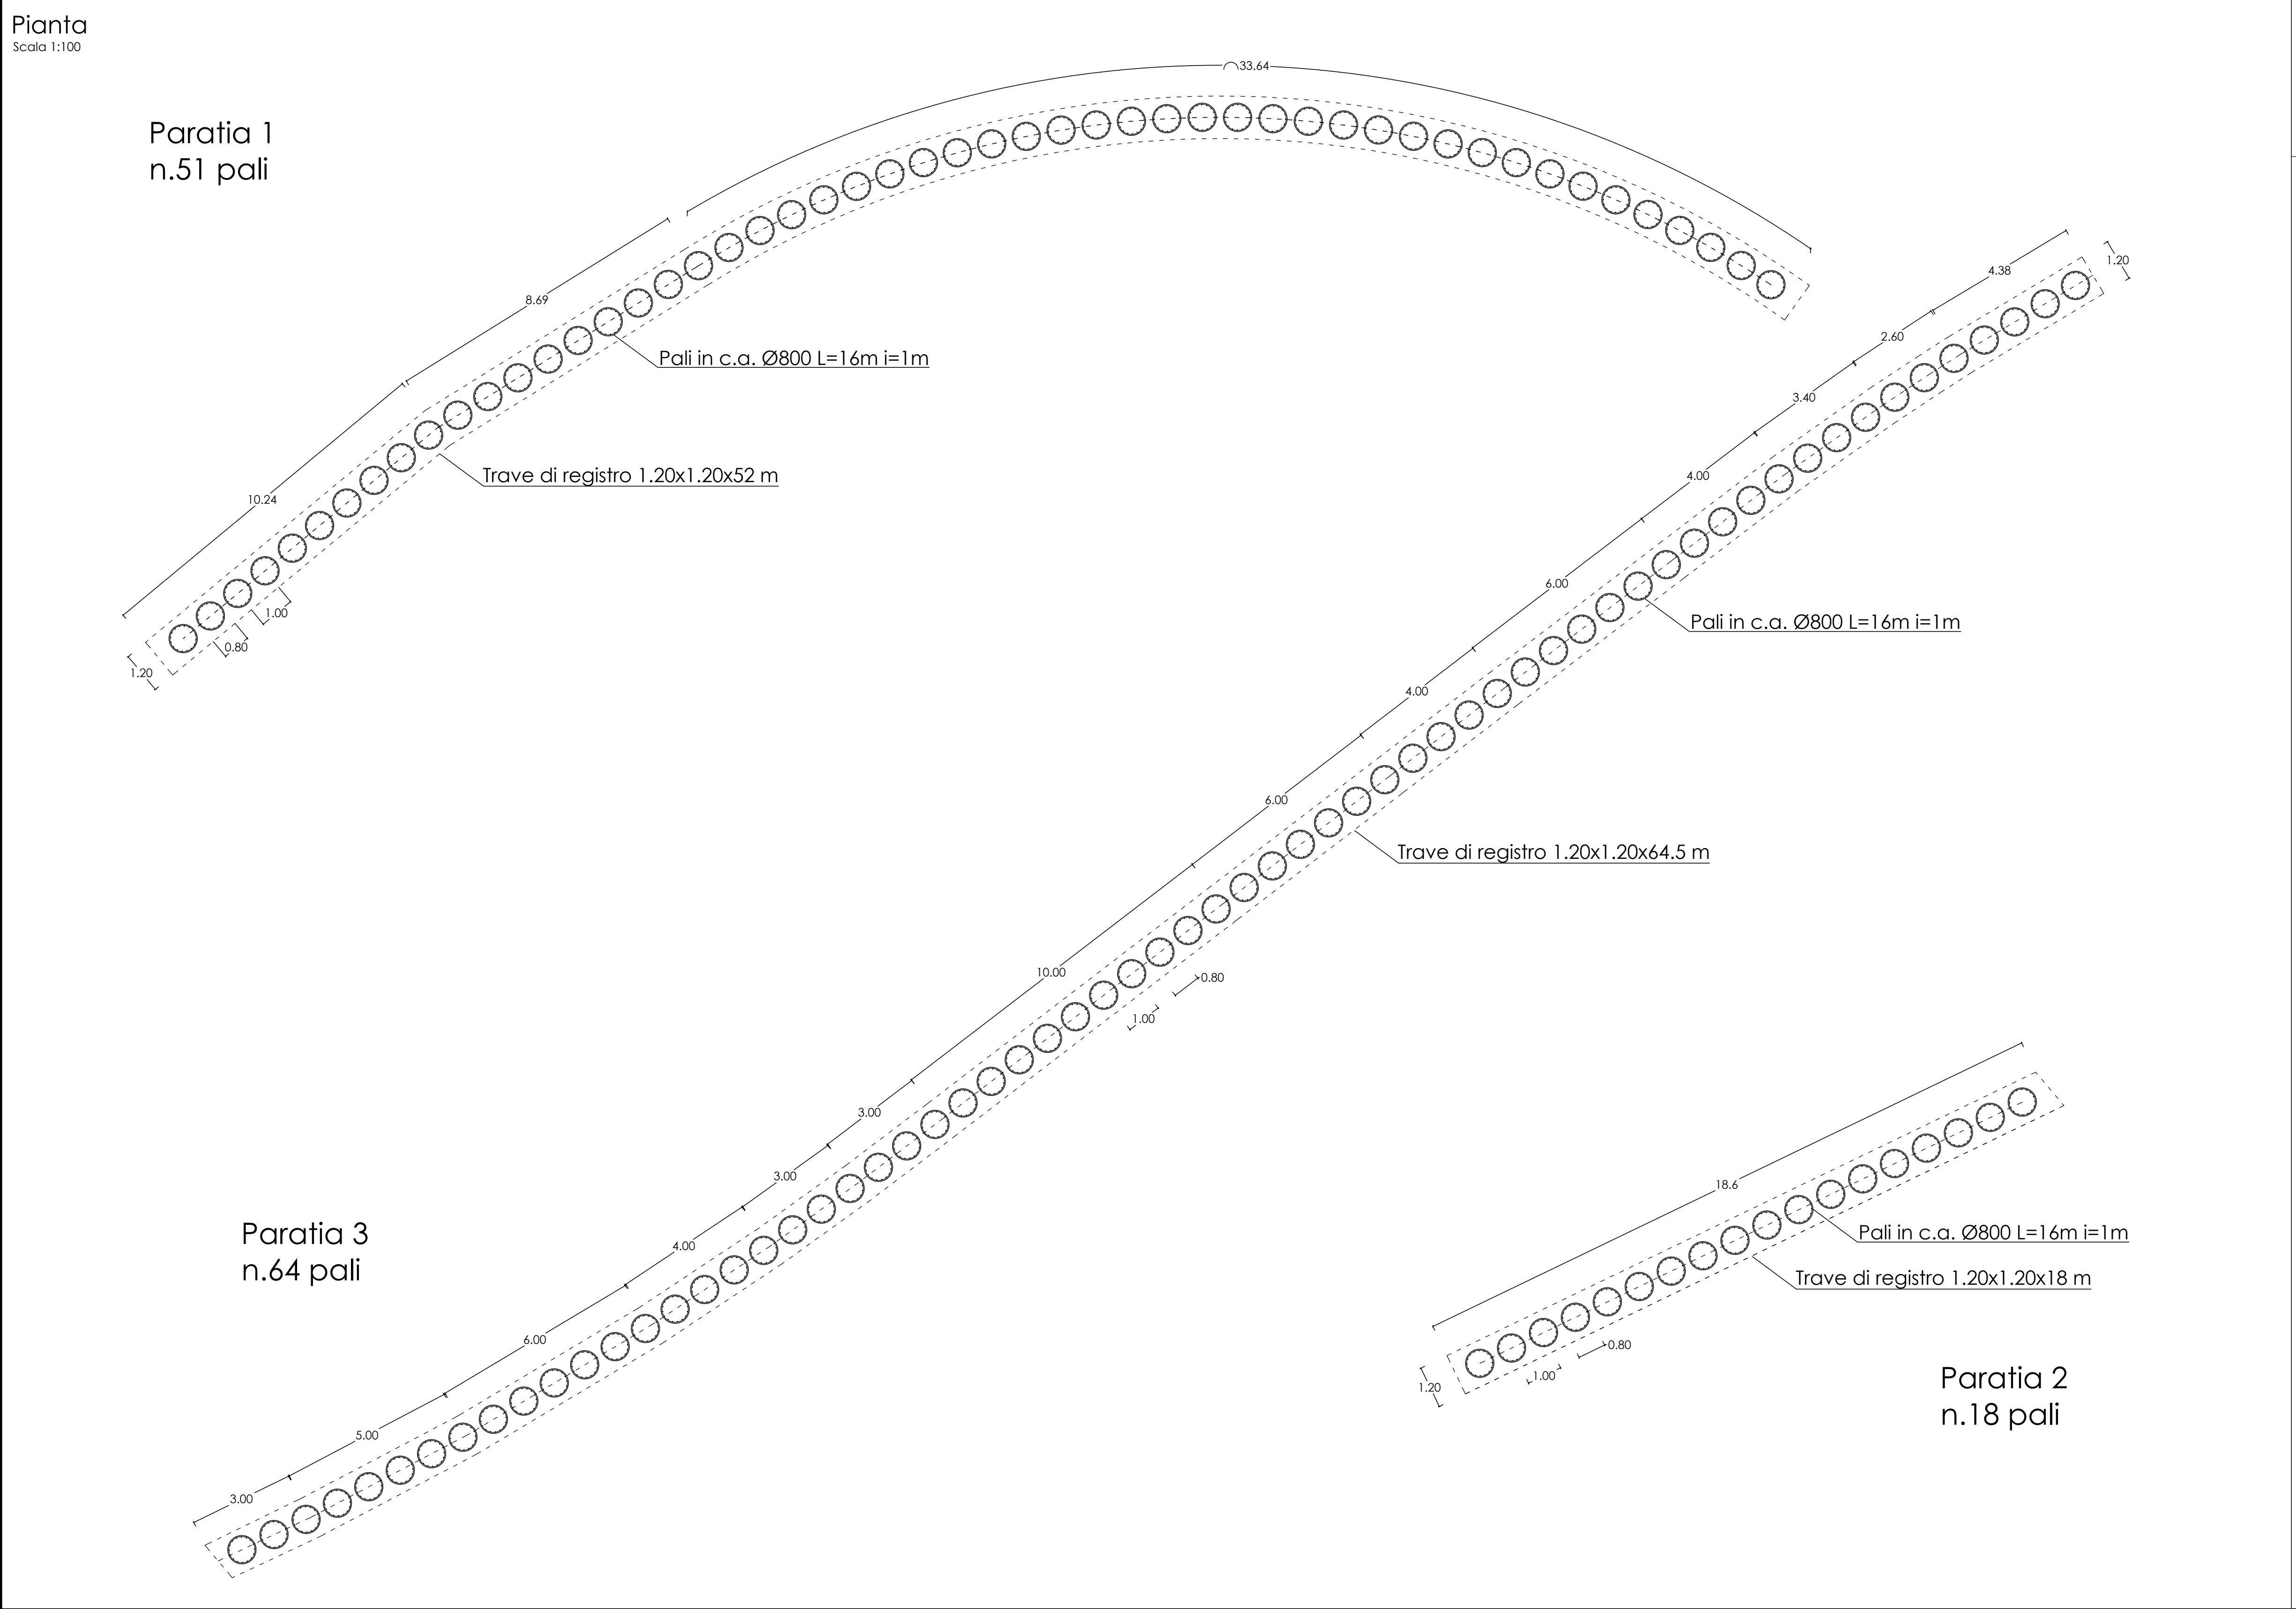 Pianta
Scala 1:100
33.64
Paratia 1
n.51 pali
8.69
Pali in c.a. Ø800 L=16m i=1m
Trave di registro 1.20x1.20x52 m
10.24
1.00
0.80
1.20
1.20
4.38
2.60
3.40
4.00
6.00
Pali in c.a. Ø800 L=16m i=1m
4.00
6.00
Trave di registro 1.20x1.20x64.5 m
10.00
0.80
1.00
3.00
3.00
4.00
6.00
5.00
3.00
Paratia 3
n.64 pali
18.6
Pali in c.a. Ø800 L=16m i=1m
Trave di registro 1.20x1.20x18 m
0.80
1.00
1.20
Paratia 2
n.18 pali